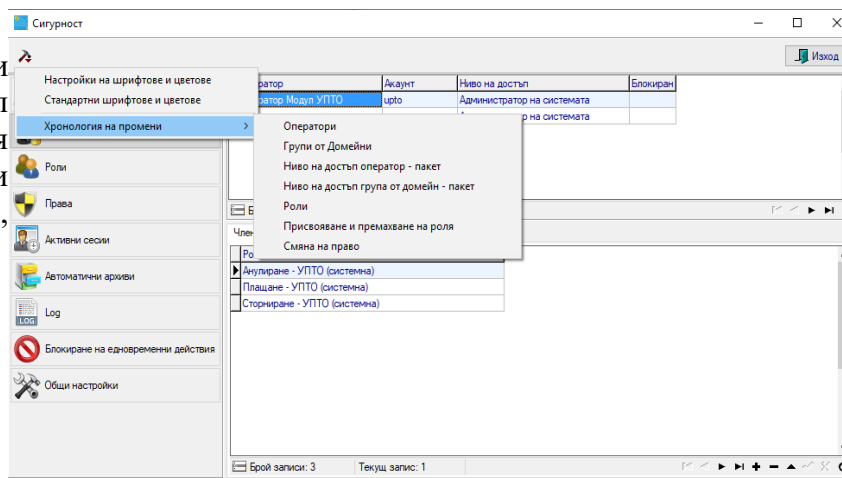 Сигурност
Изход
Настройки на шрифтове и цветове
Стандартни шрифтове и цветове
Хронология на промени
Оператори
Групи от Домейни
Ниво на достъп оператор - пакет
Ниво на достъп група от домейн - пакет
Роли
Присвояване и премахване на роля
Смяна на право
Акаунт Ниво на достъп Блокиран
Модул УПТО upto Администратор на системата
на системата
Роли
Права
Активни сесии
Автоматични архиви
Log
LOG
Блокиране на едновременни действия
Общи настройки
Анулиране - УПТО (системна)
Плащане - УПТО (системна)
Сторниране - УПТО (системна)
Брой записи: 3 Текущ запис: 1